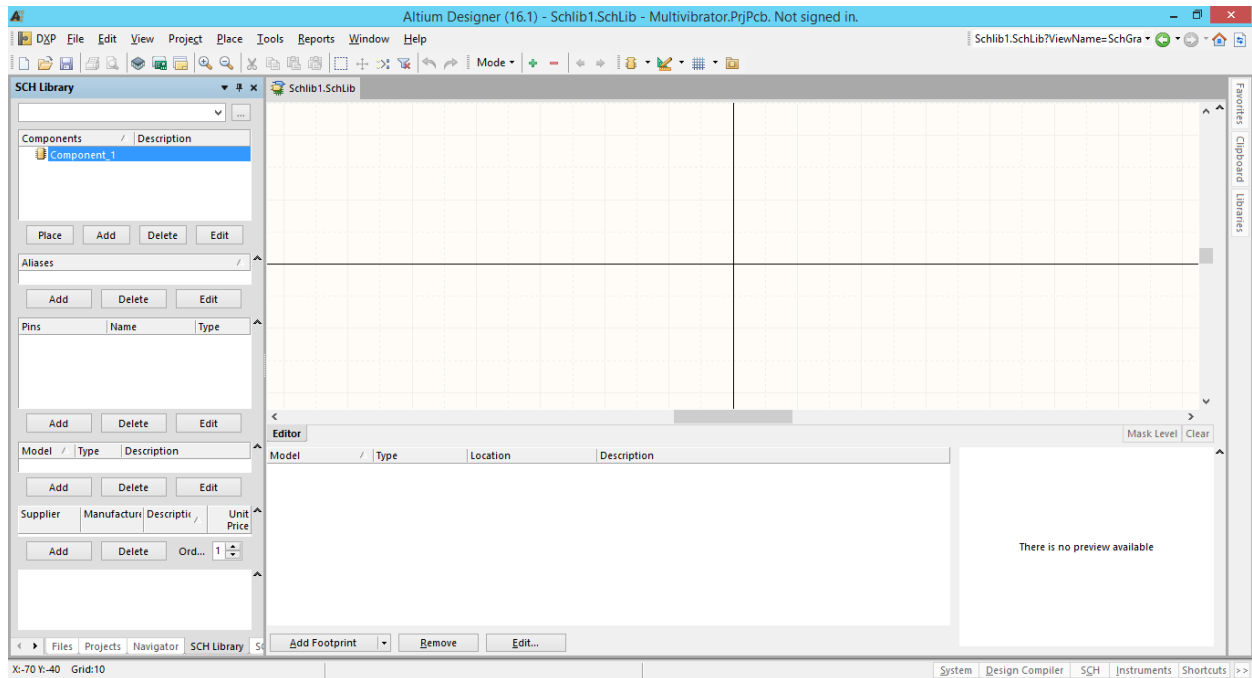 Altium Designer (16.1) - Schlib1.SchLib - Multivibrator.PrjPcb. Not signed in.
DXP File Edit View Project Place Tools Reports Window Help
Schlib1.SchLib?ViewName=SchGra
Mode
SCH Library
Schlib1.SchLib
...
Components / Description
Component_1
Place Add Delete Edit
Aliases /
Add Delete Edit
Pins Name Type
Add Delete Edit
Model / Type Description
Add Delete Edit
Supplier Manufacture Descriptic / Unit Price
Add Delete Ord... 1
Files Projects Navigator SCH Library SC
Editor
Mask Level Clear
Model / Type Location Description
There is no preview available
Add Footprint Remove Edit...
Favorites
Clipboard
Libraries
X:-70 Y:-40 Grid:10
System Design Compiler SCH Instruments Shortcuts >>